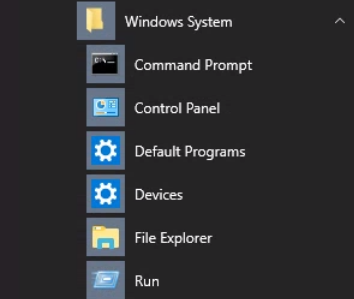 Windows System
Command Prompt
Control Panel
Default Programs
Devices
File Explorer
Run